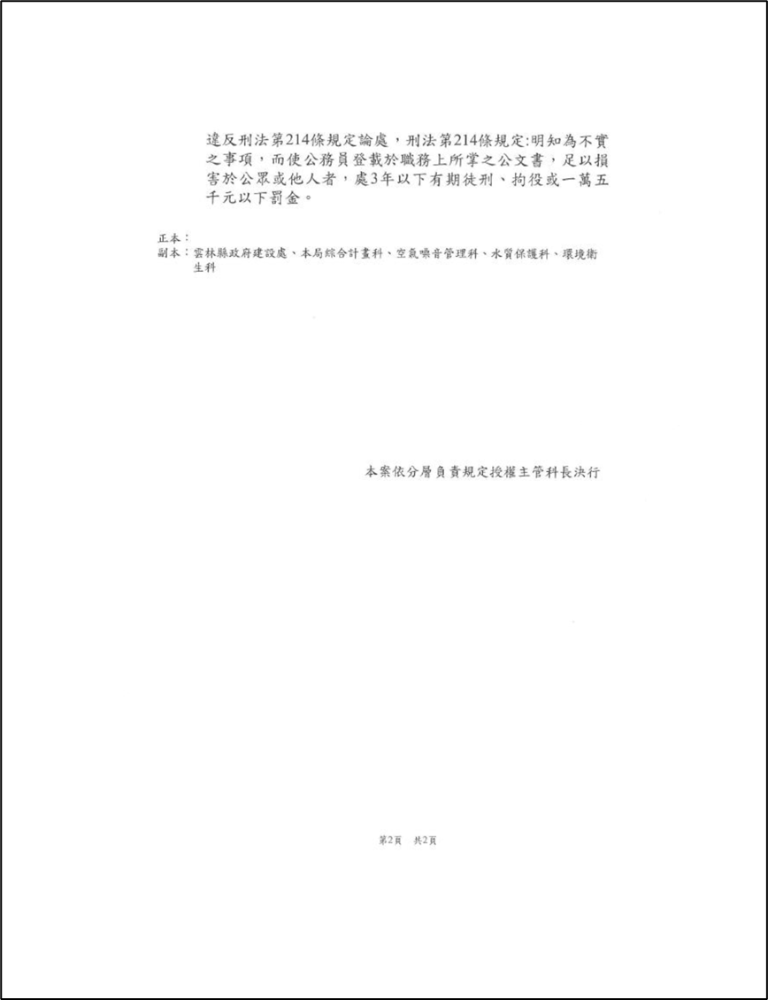 違反刑法第214條規定論處，刑法第214條規定:明知為不實
之事項，而使公務員登載於職務上所掌之公文書，足以損
害於公眾或他人者，處3年以下有期徒刑、拘役或一萬五
千元以下罰金。
正本：
副本：雲林縣政府建設處、本局綜合計畫科、空氣噪音管理科、水質保護科、環境衛
生科
本案依分層負責規定授權主管科長決行
第2頁　共2頁